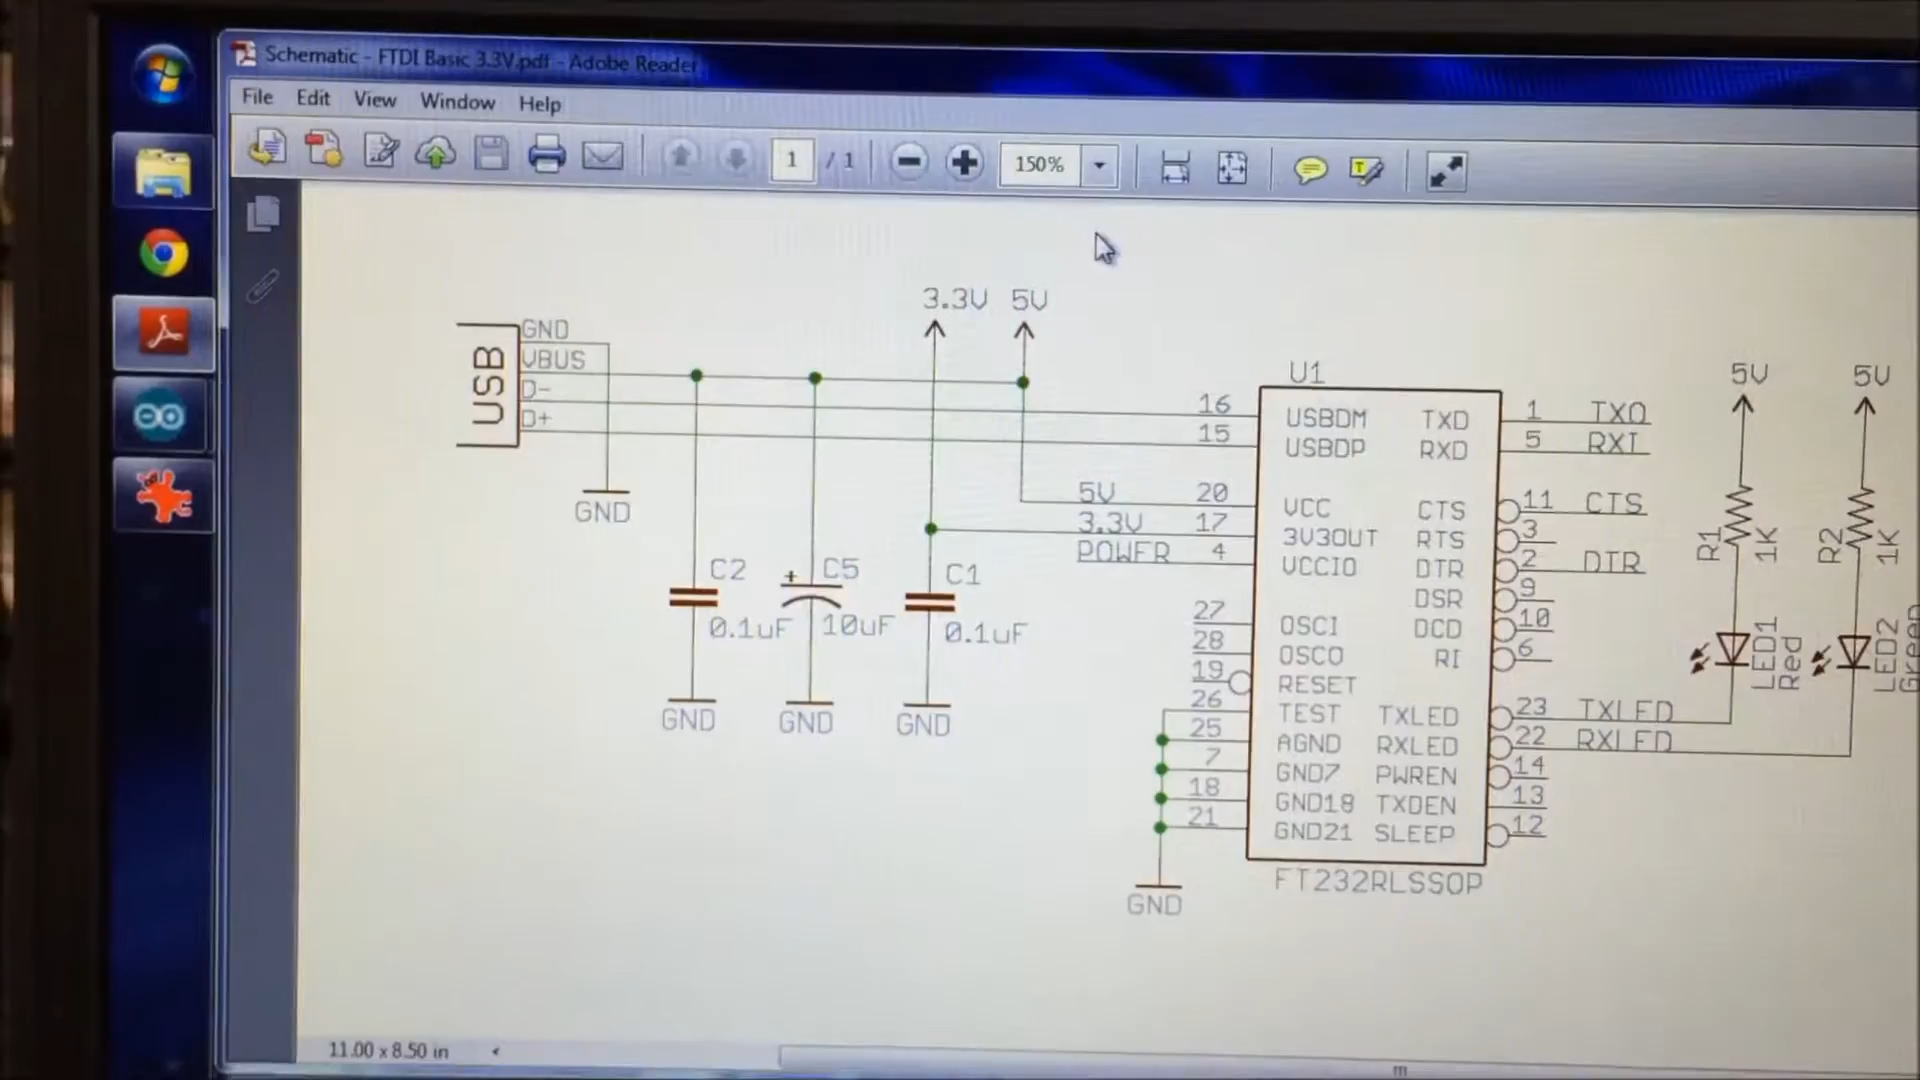 Schematic - FTDI Basic 3.3V.pdf - Adobe Reader
File Edit View Window Help
1 / 1 150%
3.3V 5V
USB
GND
VBUS
D-
D+
GND
C2
0.1uF
GND
+ C5
10uF
GND
C1
0.1uF
GND
U1
16 USBDM TXD 1 TXO
15 USBDP RXD 5 RXI
5V 20 VCC CTS 11 CTS
3.3V 17 3V3OUT RTS 3
POWER 4 VCCIO DTR 2 DTR
DSR 9
27 OSCI DCD 10
28 OSCO RI 6
19 RESET
26 TEST TXLED 23 TXLED
25 AGND RXLED 22 RXLED
7 GND7 PWREN 14
18 GND18 TXDEN 13
21 GND21 SLEEP 12
FT232RLSSOP
GND
5V
R1
1K
LED1
Red
5V
R2
1K
LED2
Green
11.00 x 8.50 in